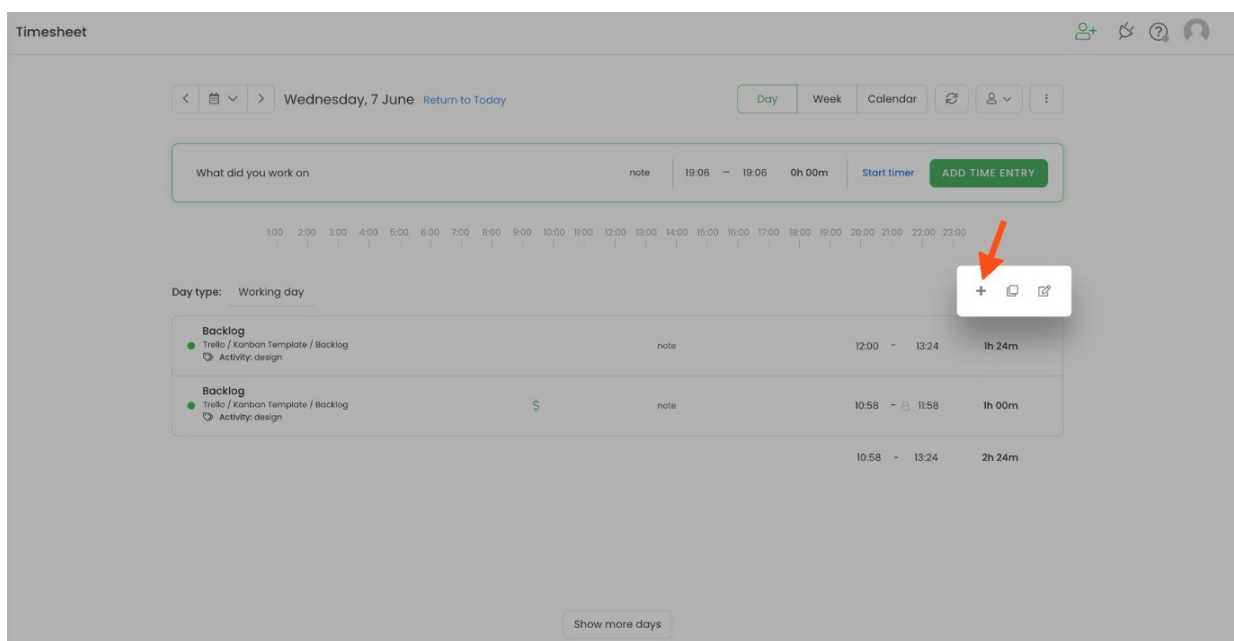 Timesheet
Wednesday, 7 June Return to Today Day Week Calendar
What did you work on note 19:06 – 19:06 0h 00m Start timer ADD TIME ENTRY
1:00 2:00 3:00 4:00 5:00 6:00 7:00 8:00 9:00 10:00 11:00 12:00 13:00 14:00 15:00 16:00 17:00 18:00 19:00 20:00 21:00 22:00 23:00
Day type: Working day
Backlog
Trello / Kanban Template / Backlog note 12:00 - 13:24 1h 24m
Activity: design
Backlog
Trello / Kanban Template / Backlog $ note 10:58 - 11:58 1h 00m
Activity: design
10:58 - 13:24 2h 24m
Show more days